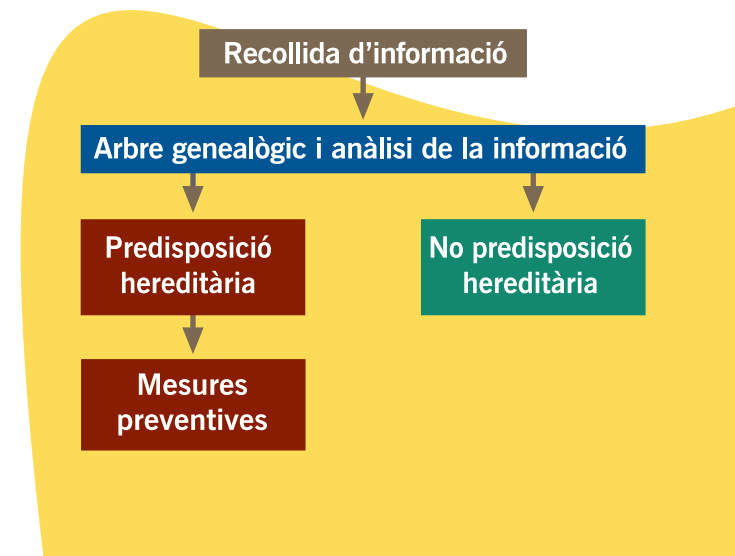 Recollida d’informació
Arbre genealògic i anàlisi de la informació
Predisposició
hereditària
No predisposició
hereditària
Mesures
preventives